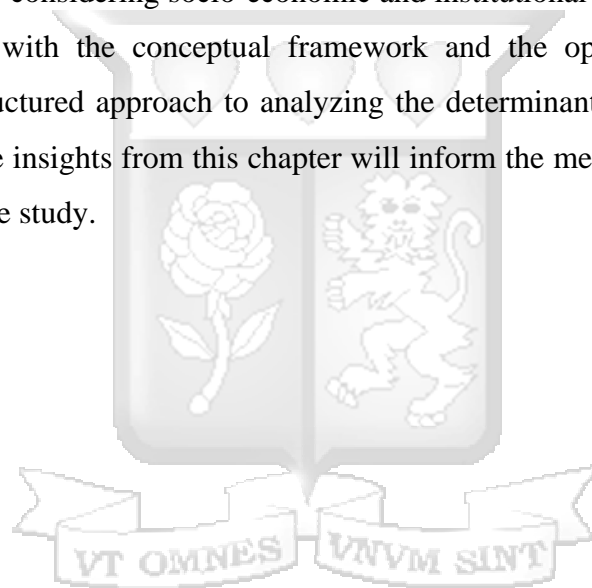 considering socio-economic and institutional
with the conceptual framework and the op
uctured approach to analyzing the determinant
e insights from this chapter will inform the me
e study.
VT OMNES VNVM SINT